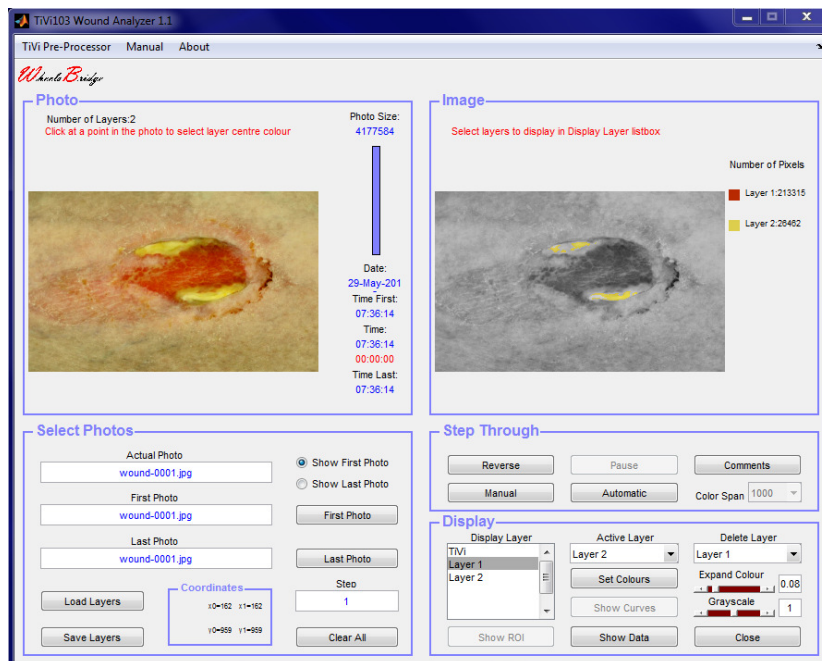 TiVi103 Wound Analyzer 1.1
TiVi Pre-Processor Manual About
WheelsBridge
Photo
Number of Layers:2
Click at a point in the photo to select layer centre colour
Photo Size:
4177584
Date:
29-May-201
Time First:
07:36:14
Time:
07:36:14
00:00:00
Time Last:
07:36:14
Image
Select layers to display in Display Layer listbox
Number of Pixels
Layer 1:213315
Layer 2:26462
Select Photos
Actual Photo
wound-0001.jpg
First Photo
wound-0001.jpg
Last Photo
wound-0001.jpg
Show First Photo
Show Last Photo
First Photo
Last Photo
Step
1
Load Layers
Save Layers
Coordinates
x0=162 x1=162
y0=959 y1=959
Clear All
Step Through
Reverse Pause Comments
Manual Automatic Color Span 1000
Display
Display Layer
TiVi
Layer 1
Layer 2
Show ROI
Active Layer
Layer 2
Set Colours
Show Curves
Show Data
Delete Layer
Layer 1
Expand Colour
0.08
Grayscale
1
Close